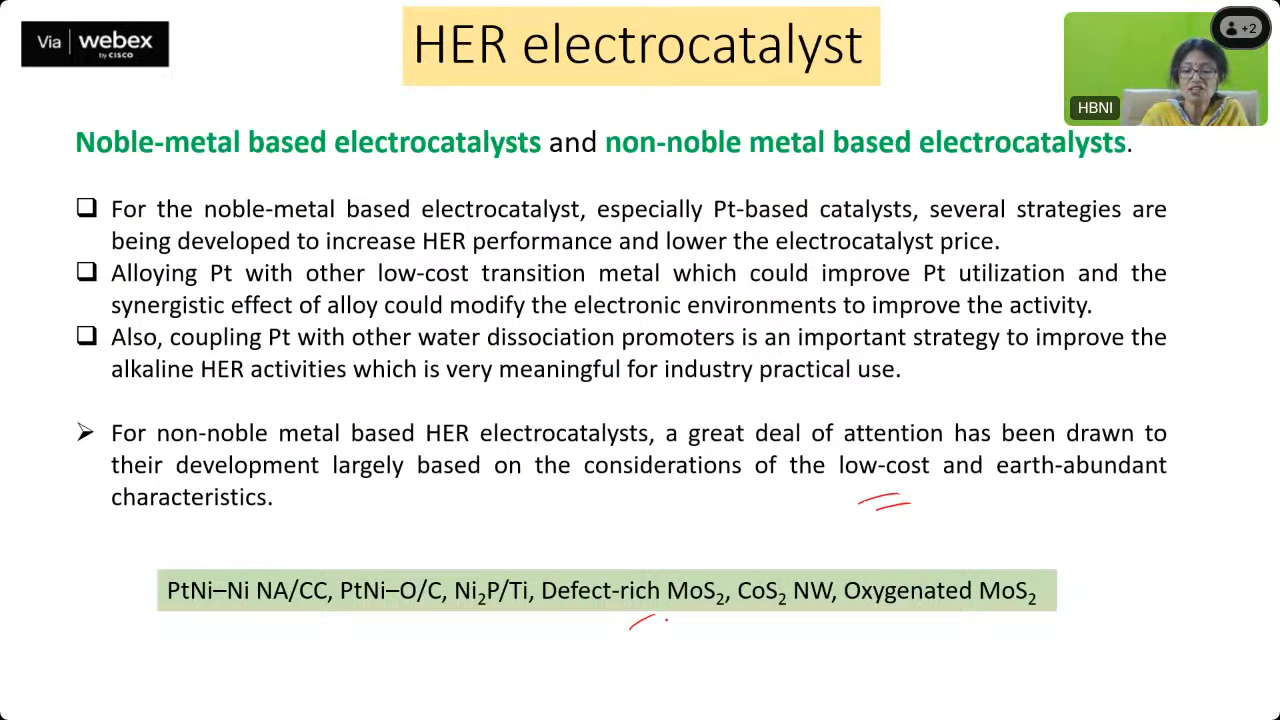 Via webex
by CISCO
HER electrocatalyst
+2
HBNI
Noble-metal based electrocatalysts and non-noble metal based electrocatalysts.
For the noble-metal based electrocatalyst, especially Pt-based catalysts, several strategies are
being developed to increase HER performance and lower the electrocatalyst price.
Alloying Pt with other low-cost transition metal which could improve Pt utilization and the
synergistic effect of alloy could modify the electronic environments to improve the activity.
Also, coupling Pt with other water dissociation promoters is an important strategy to improve the
alkaline HER activities which is very meaningful for industry practical use.
For non-noble metal based HER electrocatalysts, a great deal of attention has been drawn to
their development largely based on the considerations of the low-cost and earth-abundant
characteristics.
PtNi–Ni NA/CC, PtNi–O/C, Ni₂P/Ti, Defect-rich MoS₂, CoS₂ NW, Oxygenated MoS₂